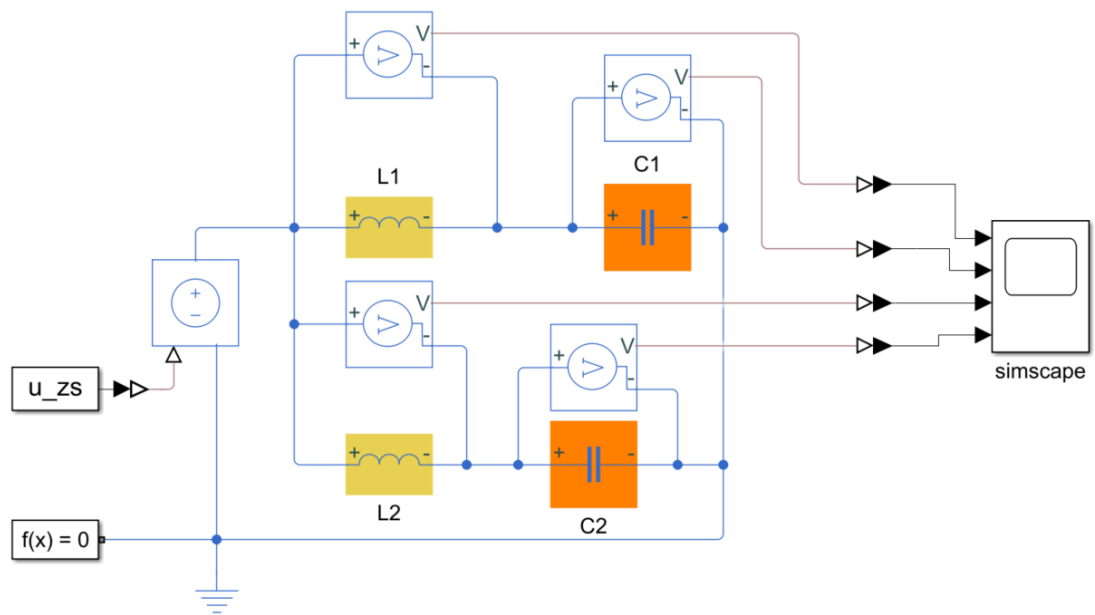 + V -
+ V -
C1
L1
+ -
+ -
+ V -
+ V -
+
−
u_zs
simscape
+ -
+ -
L2
C2
f(x) = 0